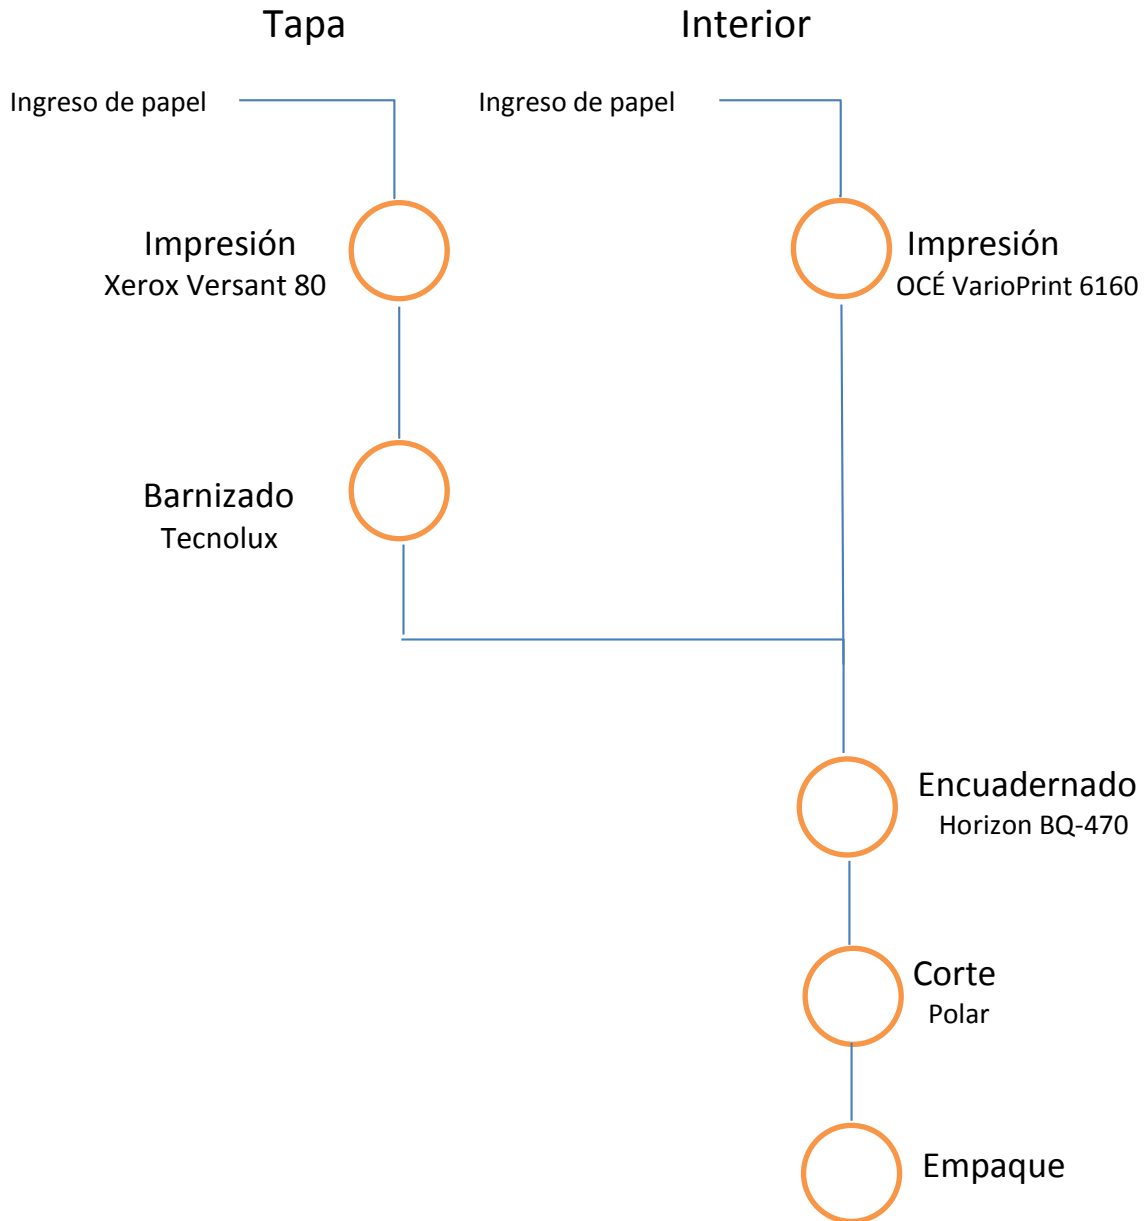 Tapa
Interior
Ingreso de papel
Ingreso de papel
Impresión
Xerox Versant 80
Impresión
OCÉ VarioPrint 6160
Barnizado
Tecnolux
Encuadernado
Horizon BQ-470
Corte
Polar
Empaque